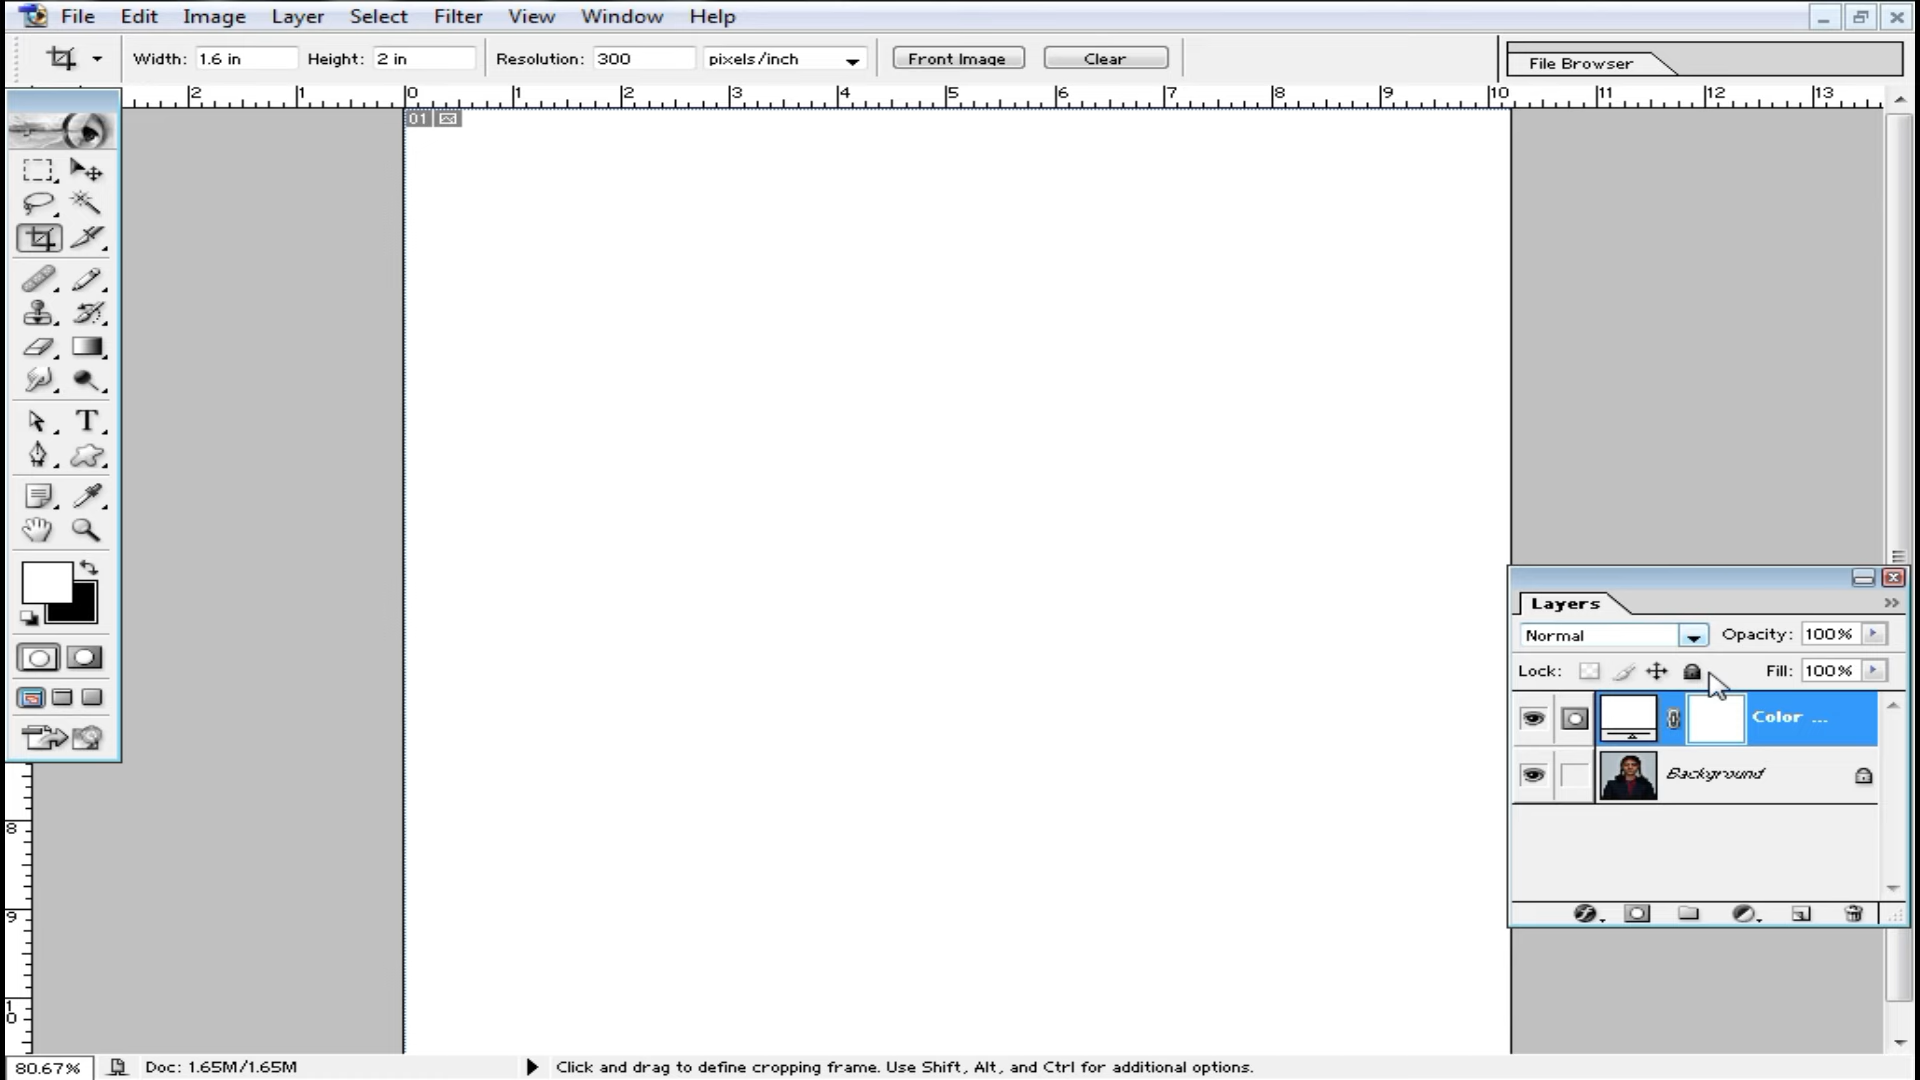 File Edit Image Layer Select Filter View Window Help
Width: 1.6 in Height: 2 in Resolution: 300 pixels/inch Front Image Clear File Browser
2 1 0 1 2 3 4 5 6 7 8 9 10 11 12 13
01
T
Layers
Normal Opacity: 100%
Lock: Fill: 100%
Color ...
Background
8
9
10
80.67% Doc: 1.65M/1.65M Click and drag to define cropping frame. Use Shift, Alt, and Ctrl for additional options.